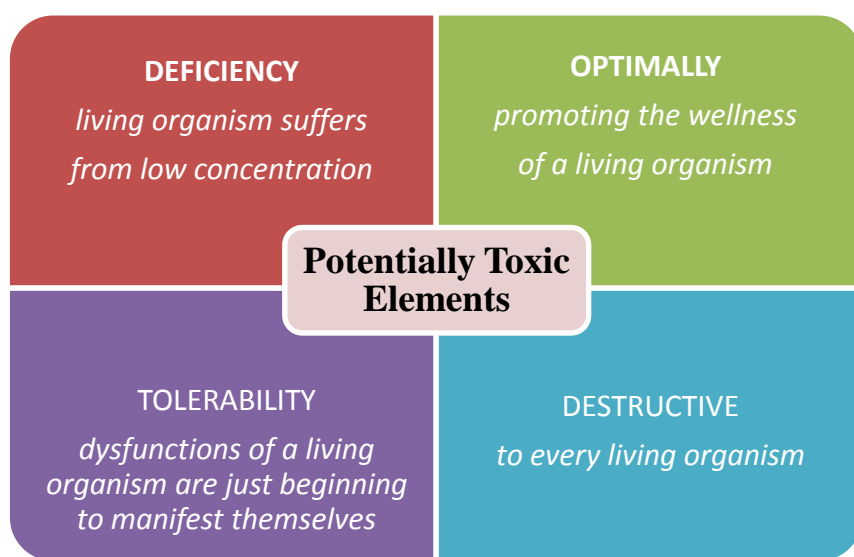 DEFICIENCY
living organism suffers
from low concentration
OPTIMALLY
promoting the wellness
of a living organism
Potentially Toxic
Elements
TOLERABILITY
dysfunctions of a living
organism are just beginning
to manifest themselves
DESTRUCTIVE
to every living organism